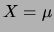 X = μ